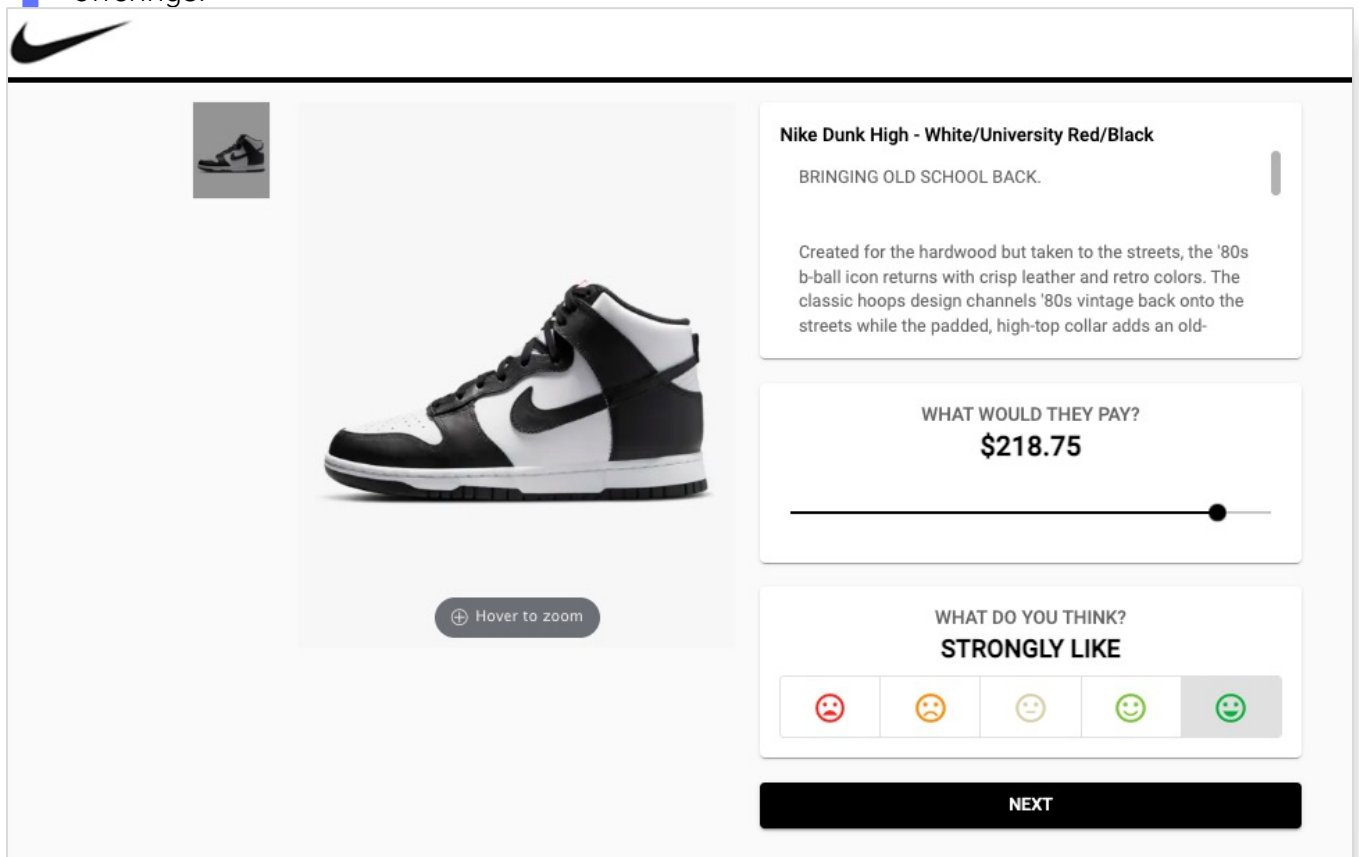 offerings.
Nike Dunk High - White/University Red/Black
BRINGING OLD SCHOOL BACK.
Created for the hardwood but taken to the streets, the '80s
b-ball icon returns with crisp leather and retro colors. The
classic hoops design channels '80s vintage back onto the
streets while the padded, high-top collar adds an old-
WHAT WOULD THEY PAY?
$218.75
Hover to zoom
WHAT DO YOU THINK?
STRONGLY LIKE
NEXT